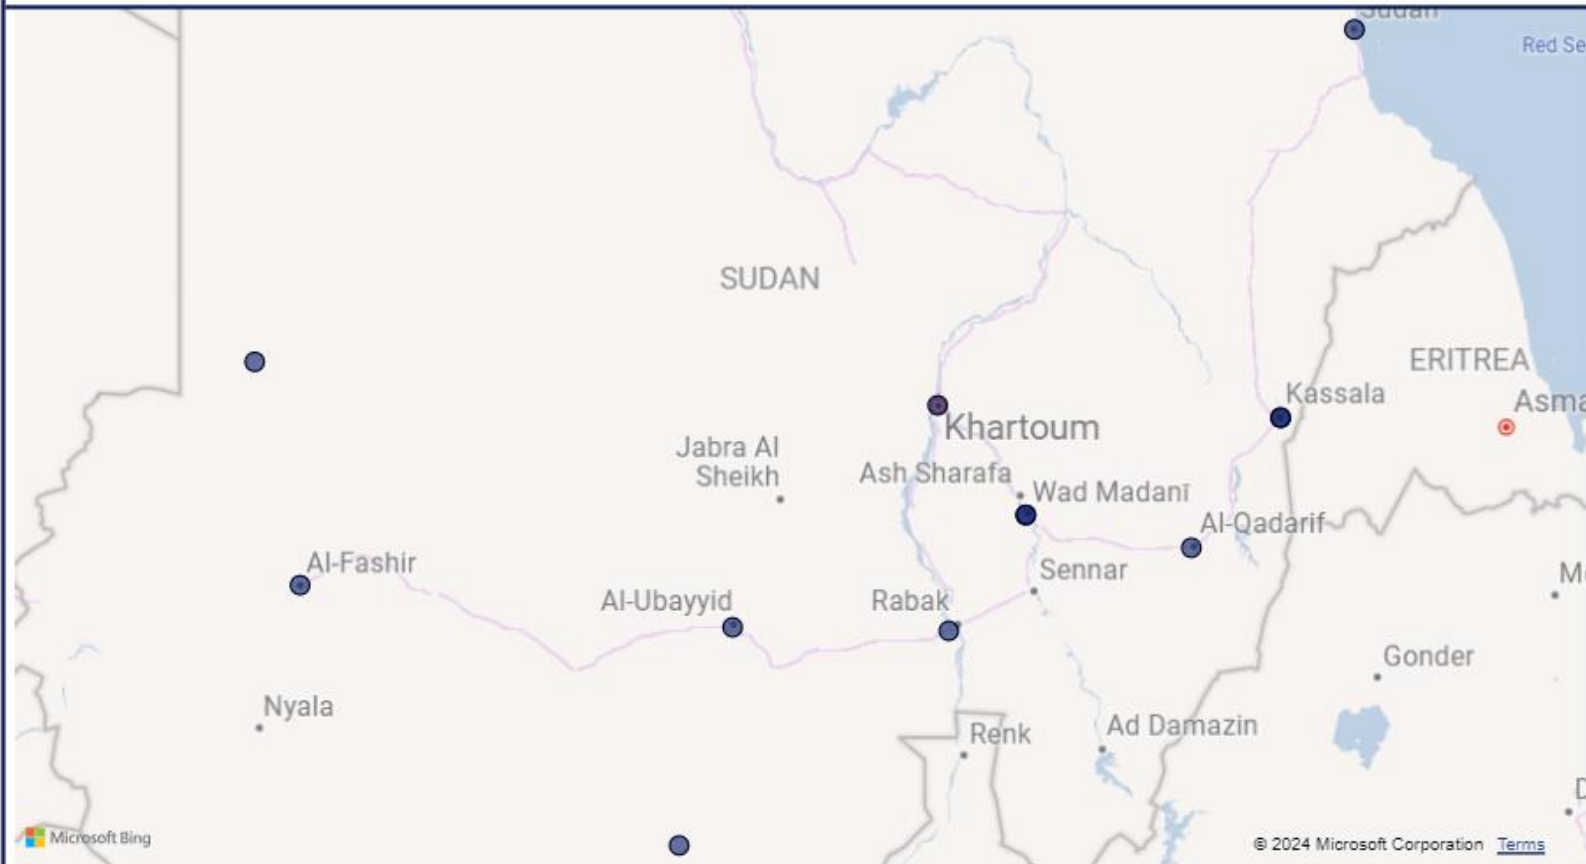 Sudan
Red Se
SUDAN
ERITREA
Kassala
Asma
Khartoum
Jabra Al
Sheikh
Ash Sharafa
Wad Madanī
Al-Qadarif
Al-Fashir
Sennar
M
Al-Ubayyid
Rabak
Gonder
Nyala
Renk
Ad Damazin
D
Microsoft Bing
© 2024 Microsoft Corporation Terms